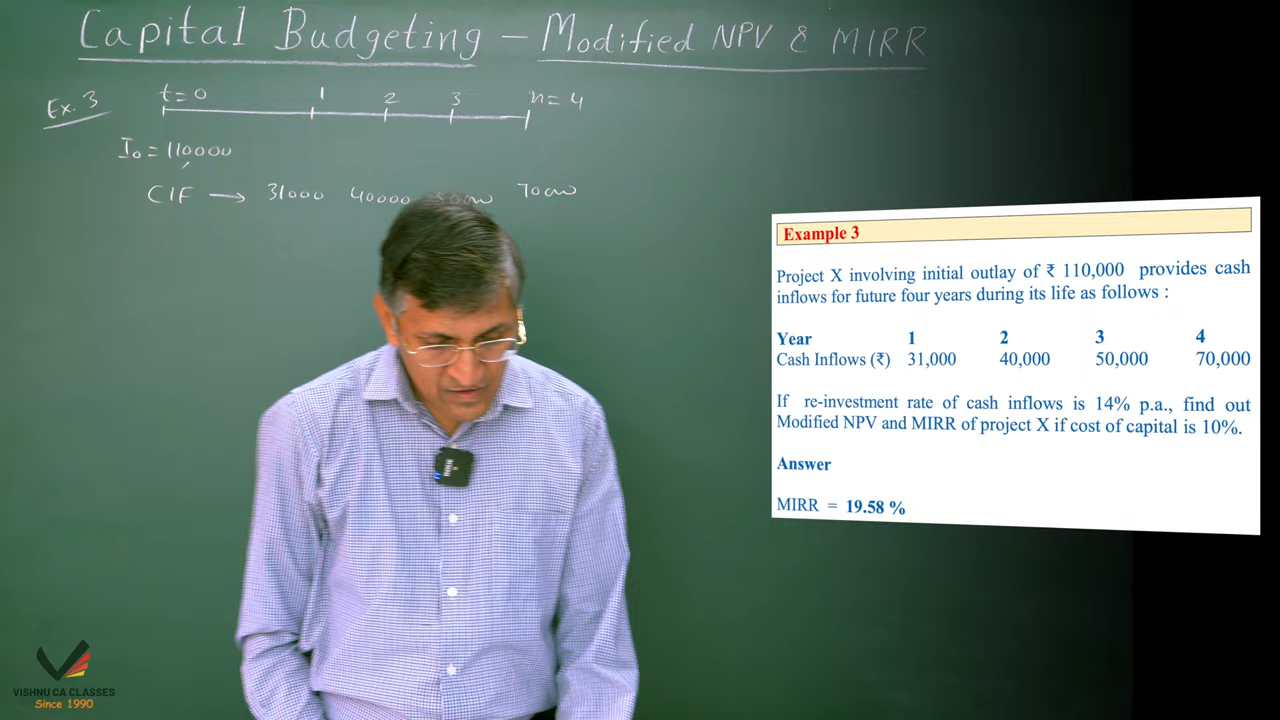 Capital Budgeting – Modified NPV & MIRR
Ex. 3
t=0 1 2 3 n=4
I₀ = 110000
CIF → 31000 40000
Example 3
Project X involving initial outlay of ₹ 110,000 provides cash
inflows for future four years during its life as follows :
Year 1 2 3 4
Cash Inflows (₹) 31,000 40,000 50,000 70,000
If re-investment rate of cash inflows is 14% p.a., find out
Modified NPV and MIRR of project X if cost of capital is 10%.
Answer
MIRR = 19.58 %
VISHNU CA CLASSES
Since 1990